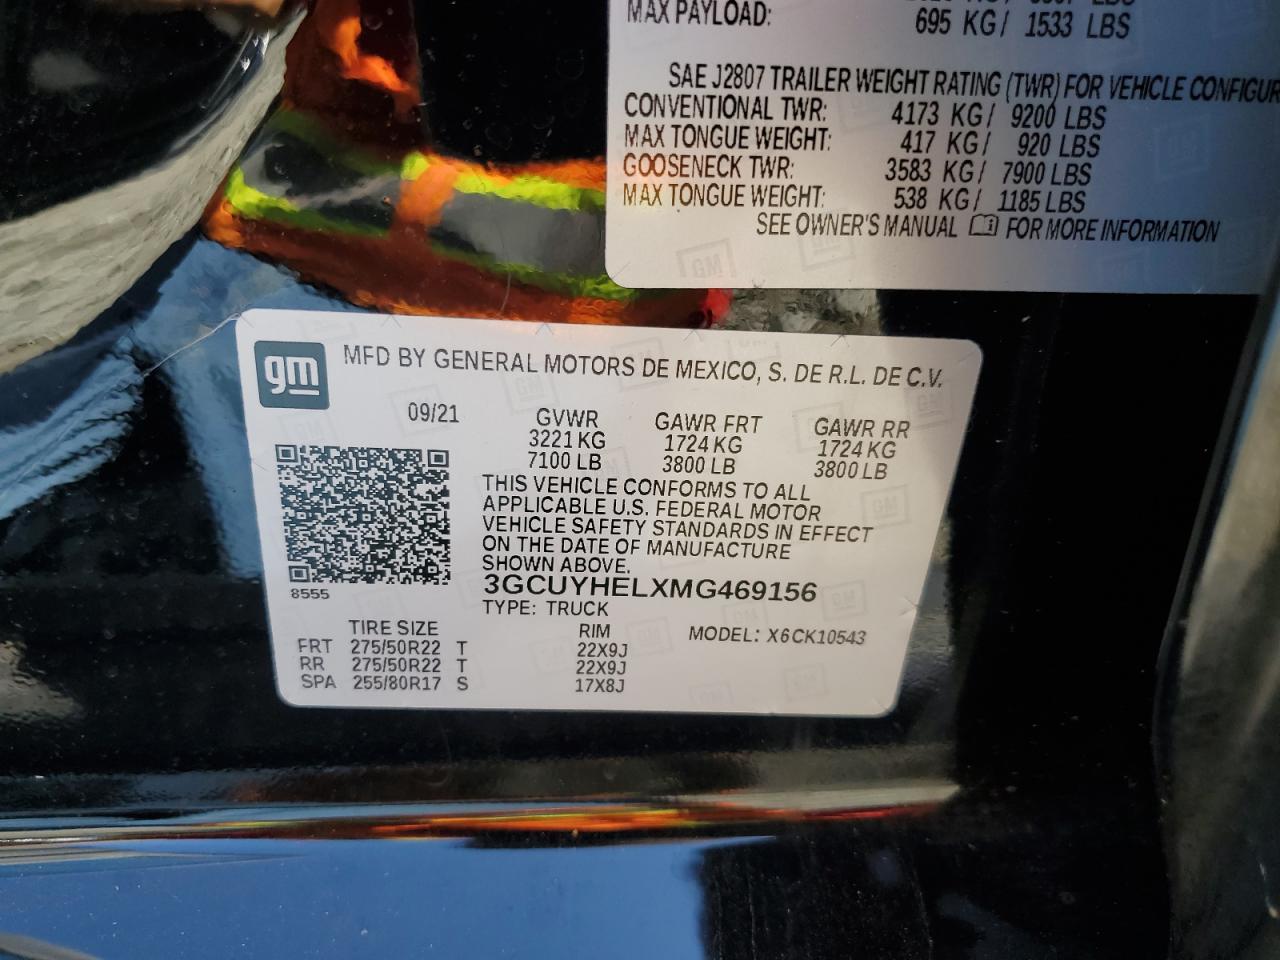 MAX PAYLOAD: 695 KG/ 1533 LBS
SAE J2807 TRAILER WEIGHT RATING (TWR) FOR VEHICLE
CONVENTIONAL TWR: 4173 KG/ 9200 LBS
MAX TONGUE WEIGHT: 417 KG/ 920 LBS
GOOSENECK TWR: 3583 KG/ 7900 LBS
MAX TONGUE WEIGHT: 538 KG/ 1185 LBS
SEE OWNER'S MANUAL FOR MORE INFORMATION
GM
gm MFD BY GENERAL MOTORS DE MEXICO, S. DE R.L. DE C.V.
09/21 GVWR GAWR FRT GAWR RR
3221 KG 1724 KG 1724 KG
7100 LB 3800 LB 3800 LB
THIS VEHICLE CONFORMS TO ALL
APPLICABLE U.S. FEDERAL MOTOR
VEHICLE SAFETY STANDARDS IN EFFECT
ON THE DATE OF MANUFACTURE
SHOWN ABOVE.
3GCUYHELXMG469156
8555
TYPE: TRUCK
TIRE SIZE RIM MODEL: X6CK10543
FRT 275/50R22 T 22X9J
RR 275/50R22 T 22X9J
SPA 255/80R17 S 17X8J